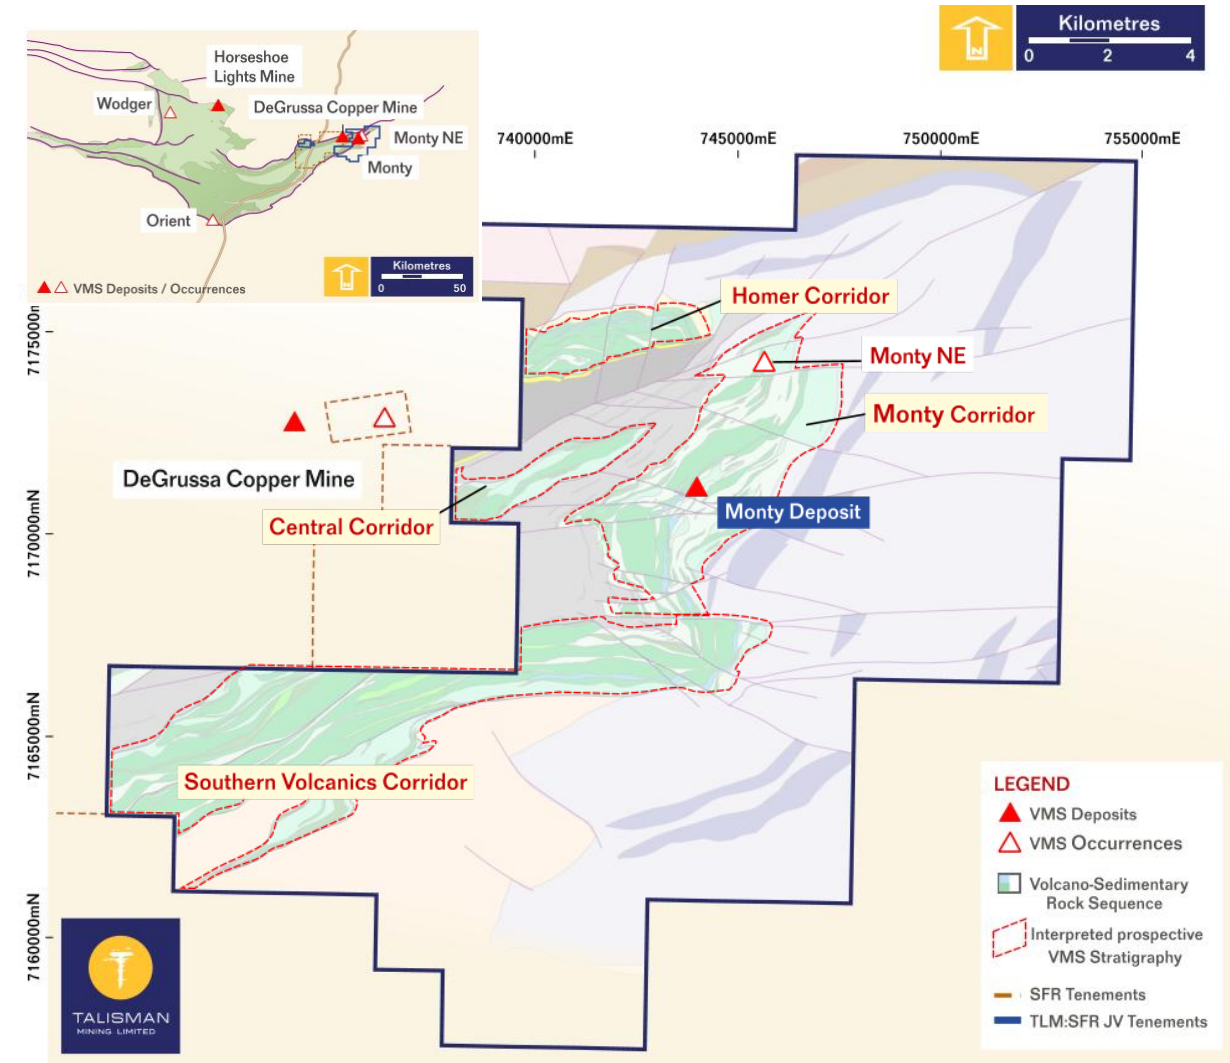 Kilometres
0 2 4
Horseshoe
Lights Mine
Wodger
DeGrussa Copper Mine
Monty NE
Monty
Orient
VMS Deposits / Occurrences
Kilometres
0 50
N
740000mE 745000mE 750000mE 755000mE
7175000m
7170000mN
7165000mN
7160000mN
Homer Corridor
Monty NE
Monty Corridor
DeGrussa Copper Mine
Central Corridor
Monty Deposit
Southern Volcanics Corridor
LEGEND
VMS Deposits
VMS Occurrences
Volcano-Sedimentary
Rock Sequence
Interpreted prospective
VMS Stratigraphy
SFR Tenements
TLM:SFR JV Tenements
TALISMAN
MINING LIMITED